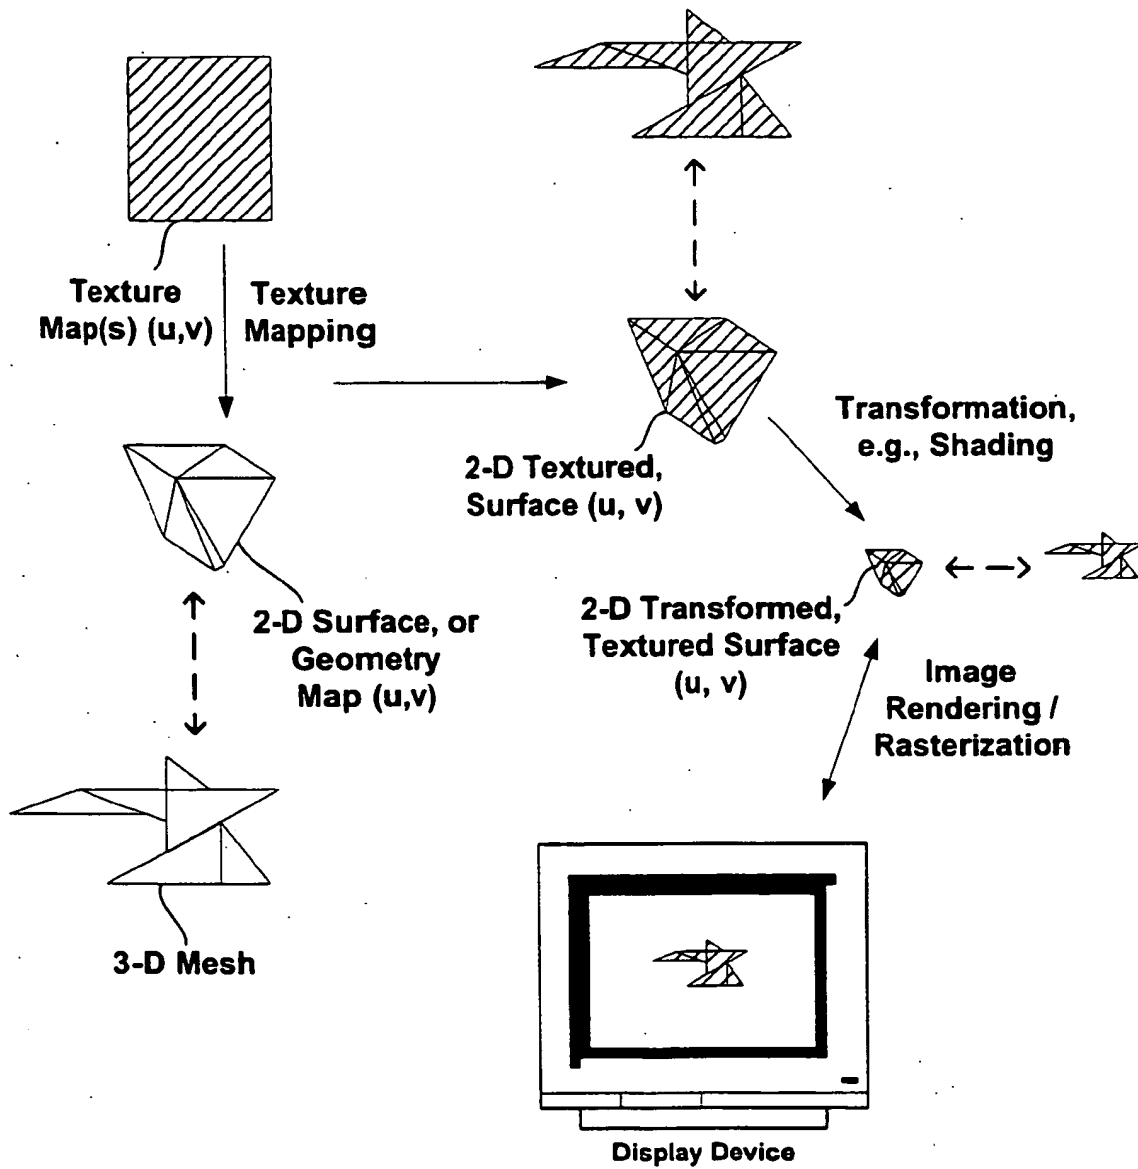 Texture
Map(s) (u,v)
Texture
Mapping
2-D Textured,
Surface (u, v)
Transformation,
e.g., Shading
2-D Surface, or
Geometry
Map (u,v)
2-D Transformed,
Textured Surface
(u, v)
Image
Rendering /
Rasterization
3-D Mesh
Display Device